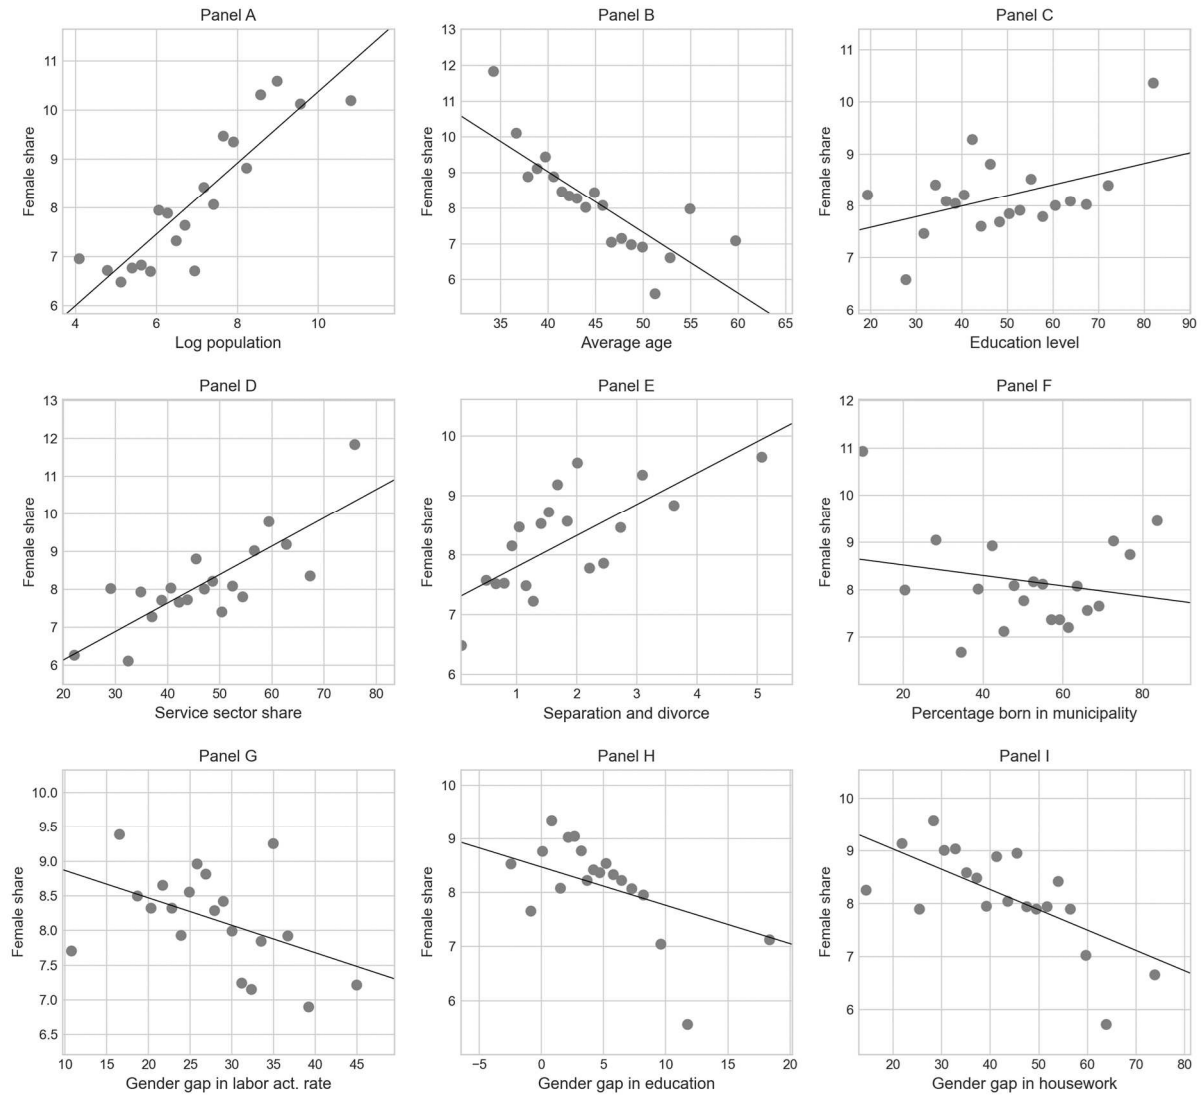 Panel A
Female share
11
10
9
8
7
6
4 6 8 10
Log population
Panel B
Female share
13
12
11
10
9
8
7
6
35 40 45 50 55 60 65
Average age
Panel C
Female share
11
10
9
8
7
6
20 30 40 50 60 70 80 90
Education level
Panel D
Female share
13
12
11
10
9
8
7
6
20 30 40 50 60 70 80
Service sector share
Panel E
Female share
10
9
8
7
6
1 2 3 4 5
Separation and divorce
Panel F
Female share
12
11
10
9
8
7
20 40 60 80
Percentage born in municipality
Panel G
Female share
10.0
9.5
9.0
8.5
8.0
7.5
7.0
6.5
10 15 20 25 30 35 40 45
Gender gap in labor act. rate
Panel H
Female share
10
9
8
7
6
−5 0 5 10 15 20
Gender gap in education
Panel I
Female share
10
9
8
7
6
20 30 40 50 60 70 80
Gender gap in housework